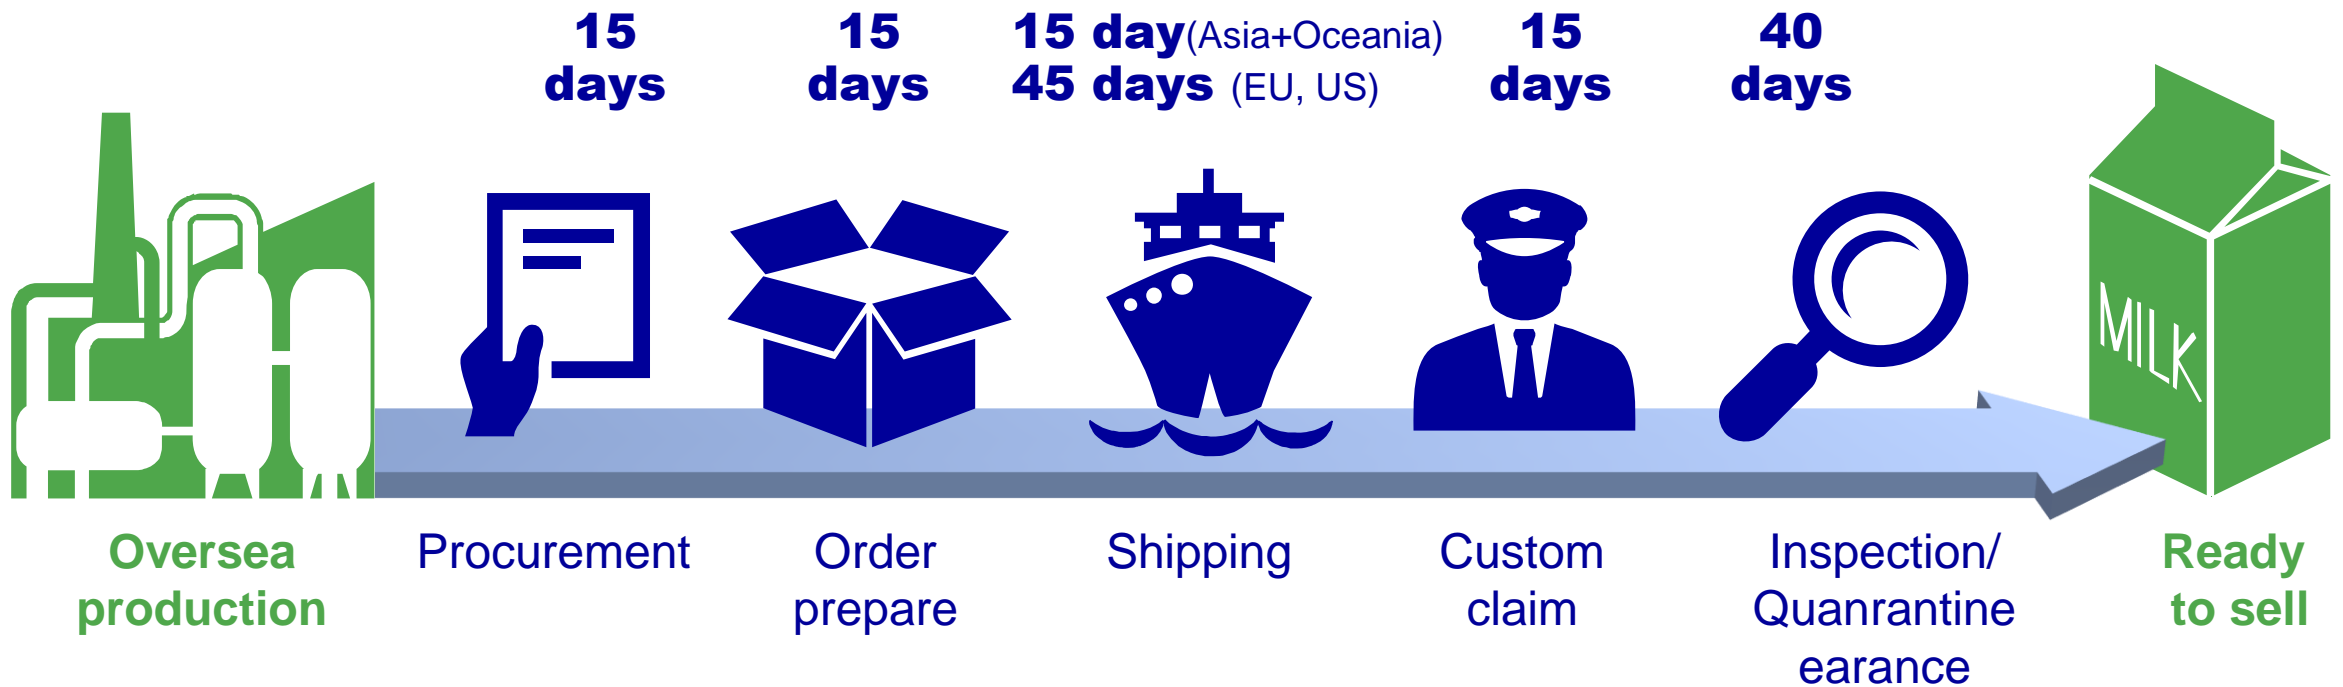 15
days
15
days
15 day(Asia+Oceania)
45 days (EU, US)
15
days
40
days
MILK
Oversea
production
Procurement
Order
prepare
Shipping
Custom
claim
Inspection/
Quanrantine
earance
Ready
to sell